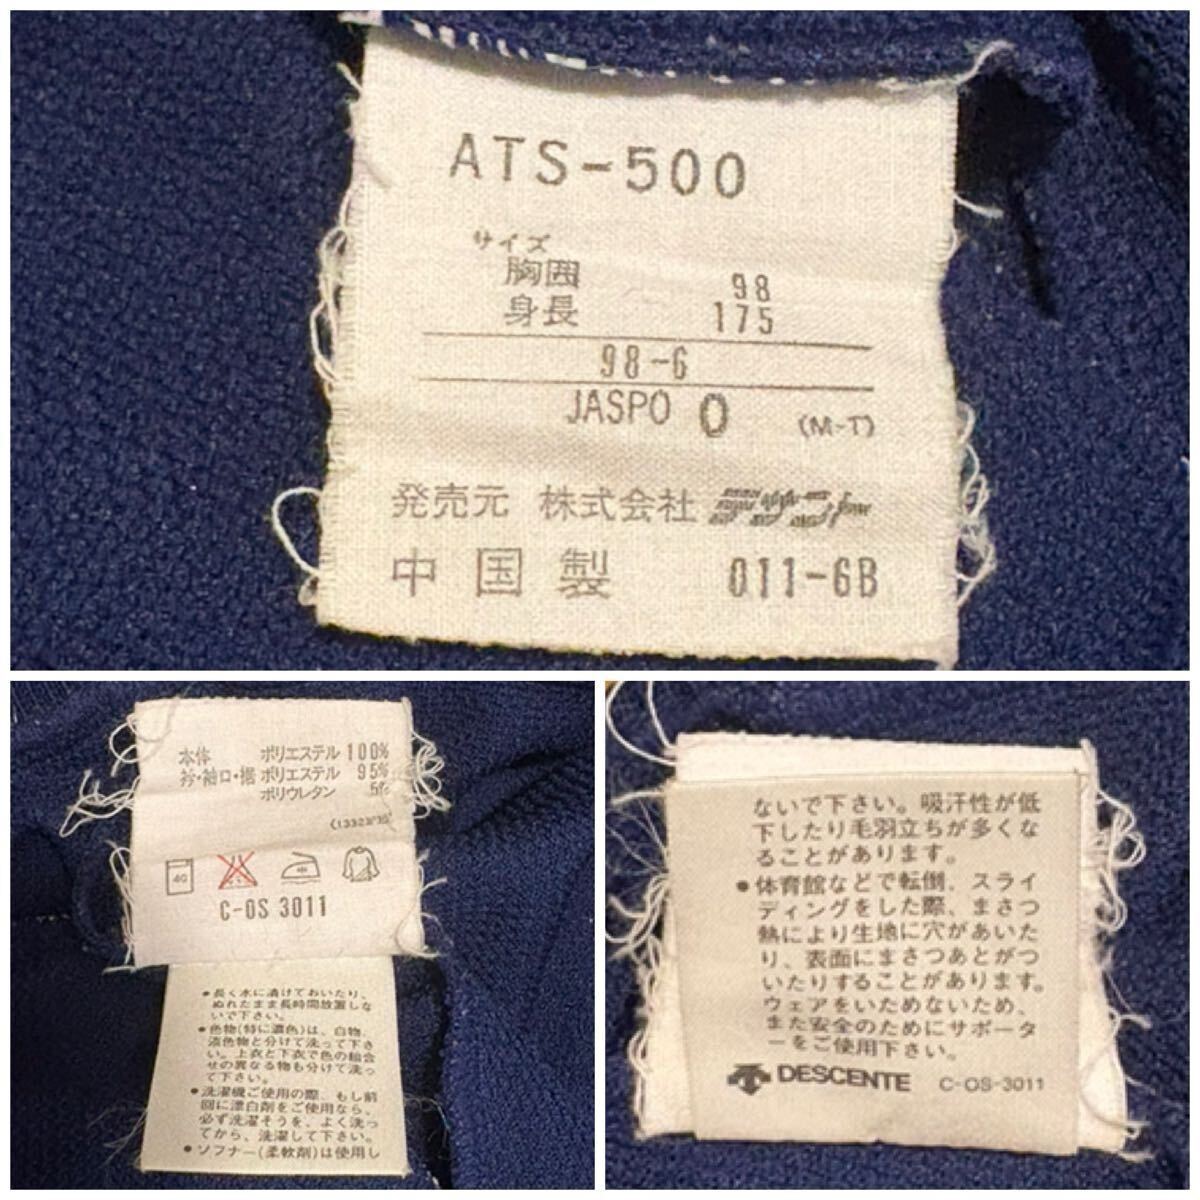 ATS-500
サイズ
胸囲 98
身長 175
98-6
JASPO O (M-T)
発売元 株式会社 デサント
中国製 011-6B
本体 ポリエステル 100%
衿・袖口・裾 ポリエステル 95%
ポリウレタン 5%
40
中
C-OS 3011
●長く水に漬けておいたり、
ぬれたまま長時間放置しな
いで下さい。
●色物(特に濃色)は、白物、
淡色物と分けて洗って下さ
い。上衣と下衣で色の組合
せの異なる物も分けて洗っ
て下さい。
●洗濯機ご使用の際、もし前
回に漂白剤をご使用なら、
必ず洗濯そうを、よく洗っ
てから、洗濯して下さい。
●ソフナー(柔軟剤)は使用し
ないで下さい。吸汗性が低
下したり毛羽立ちが多くな
ることがあります。
●体育館などで転倒、スライ
ディングをした際、まさつ
熱により生地に穴があいた
り、表面にまさつあとがつ
いたりすることがあります。
ウェアをいためないため、
また安全のためにサポータ
ーをご使用下さい。
DESCENTE C-OS-3011